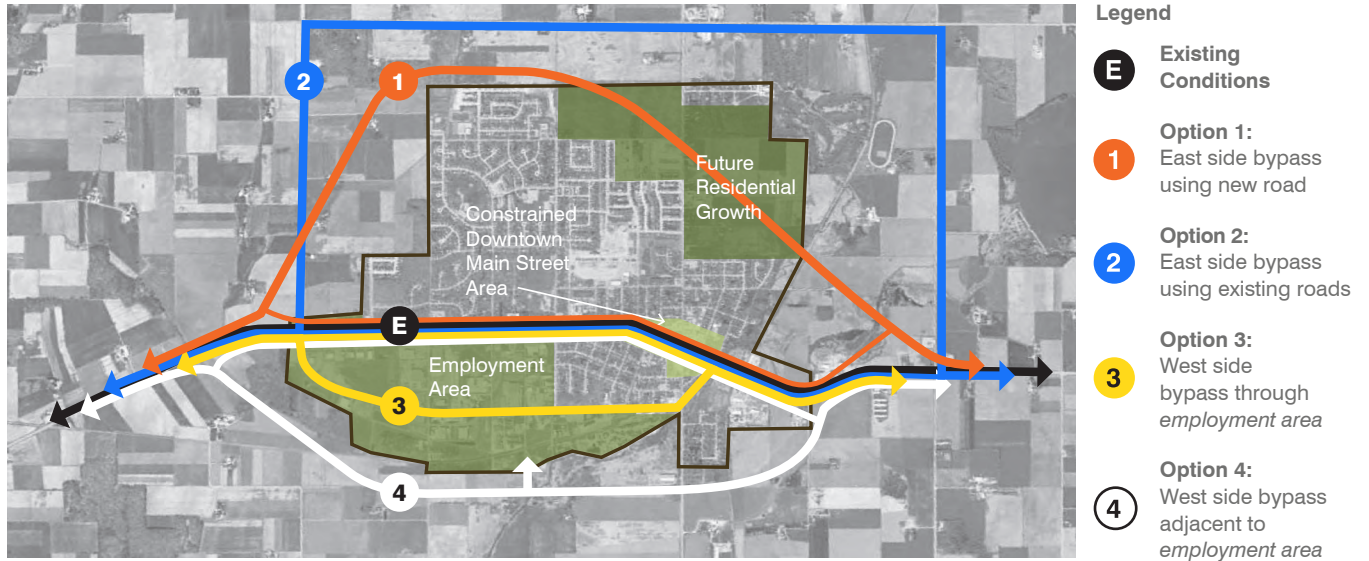 2
1
Future
Residential
Growth
Constrained
Downtown
Main Street
Area
E
Employment
Area
3
4
Legend
E
Existing
Conditions
1
Option 1:
East side bypass
using new road
2
Option 2:
East side bypass
using existing roads
3
Option 3:
West side
bypass through
employment area
4
Option 4:
West side bypass
adjacent to
employment area